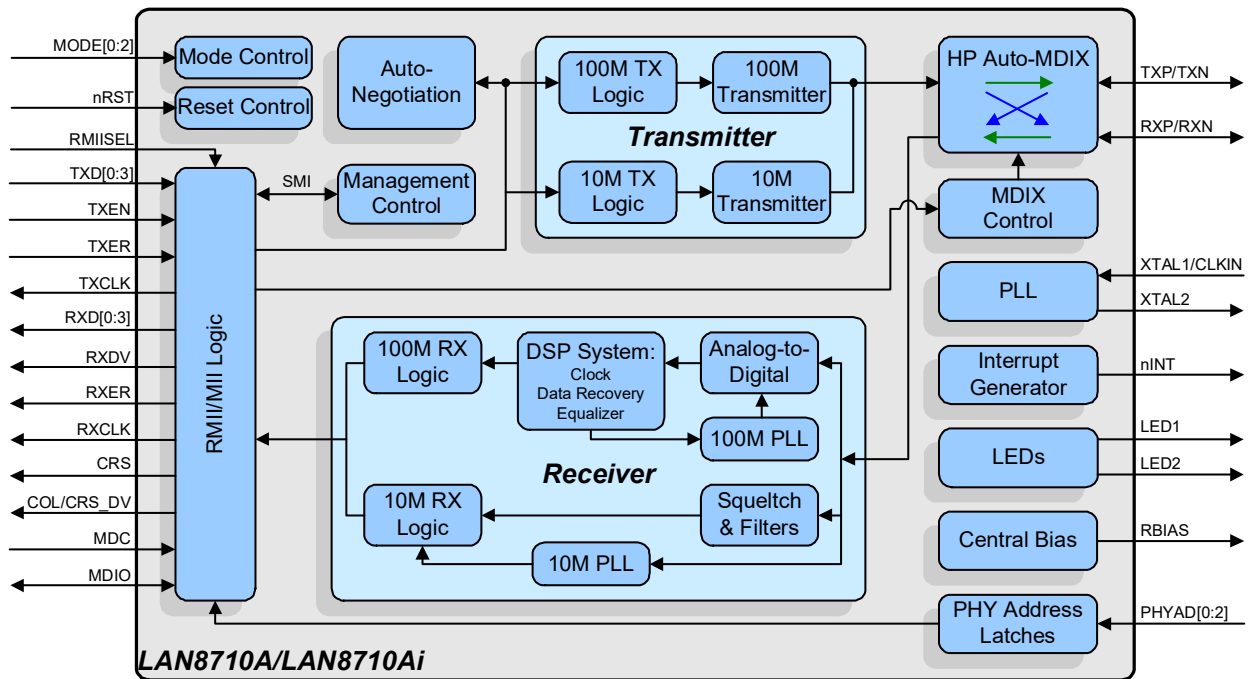 MODE[0:2]
nRST
RMIISEL
TXD[0:3]
TXEN
TXER
TXCLK
RXD[0:3]
RXDV
RXER
RXCLK
CRS
COL/CRS_DV
MDC
MDIO
Mode Control
Reset Control
RMII/MII Logic
SMI
Auto-
Negotiation
Management
Control
100M TX
Logic
100M
Transmitter
Transmitter
10M TX
Logic
10M
Transmitter
HP Auto-MDIX
MDIX
Control
PLL
Interrupt
Generator
LEDs
Central Bias
PHY Address
Latches
100M RX
Logic
DSP System:
Clock
Data Recovery
Equalizer
Analog-to-
Digital
100M PLL
Receiver
10M RX
Logic
Squeltch
& Filters
10M PLL
TXP/TXN
RXP/RXN
XTAL1/CLKIN
XTAL2
nINT
LED1
LED2
RBIAS
PHYAD[0:2]
LAN8710A/LAN8710Ai